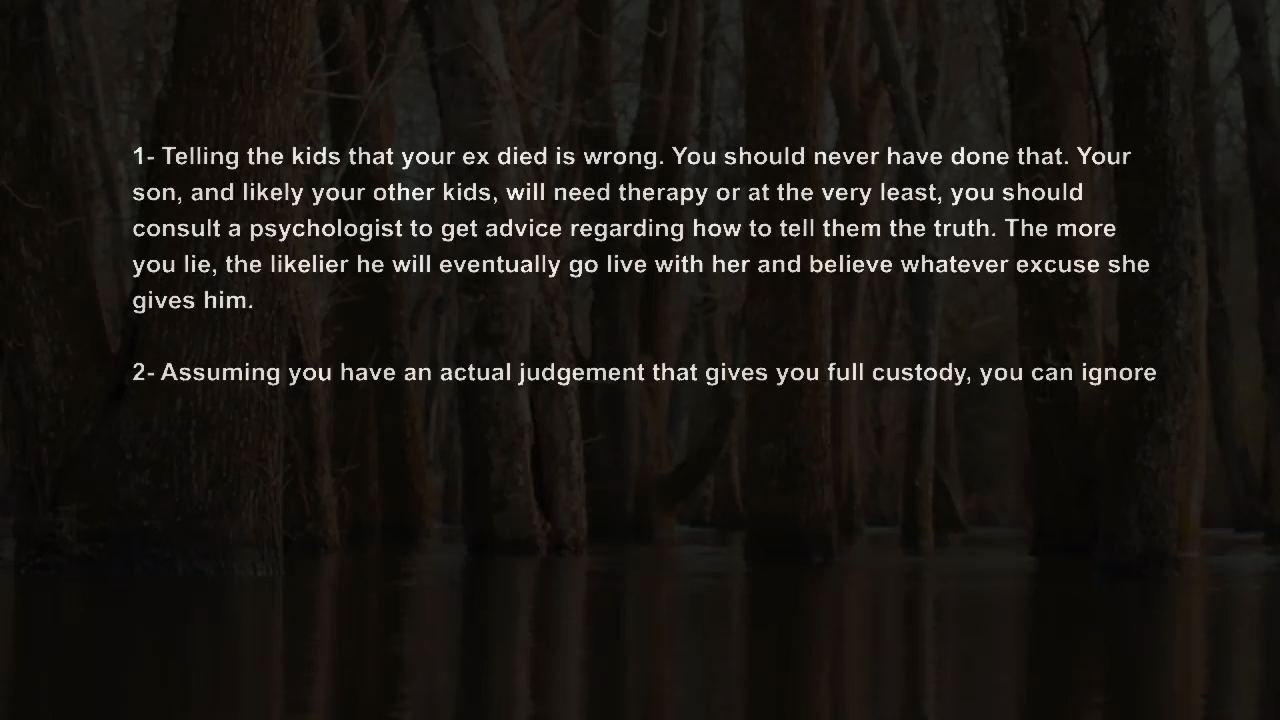 1- Telling the kids that your ex died is wrong. You should never have done that. Your
son, and likely your other kids, will need therapy or at the very least, you should
consult a psychologist to get advice regarding how to tell them the truth. The more
you lie, the likelier he will eventually go live with her and believe whatever excuse she
gives him.
2- Assuming you have an actual judgement that gives you full custody, you can ignore